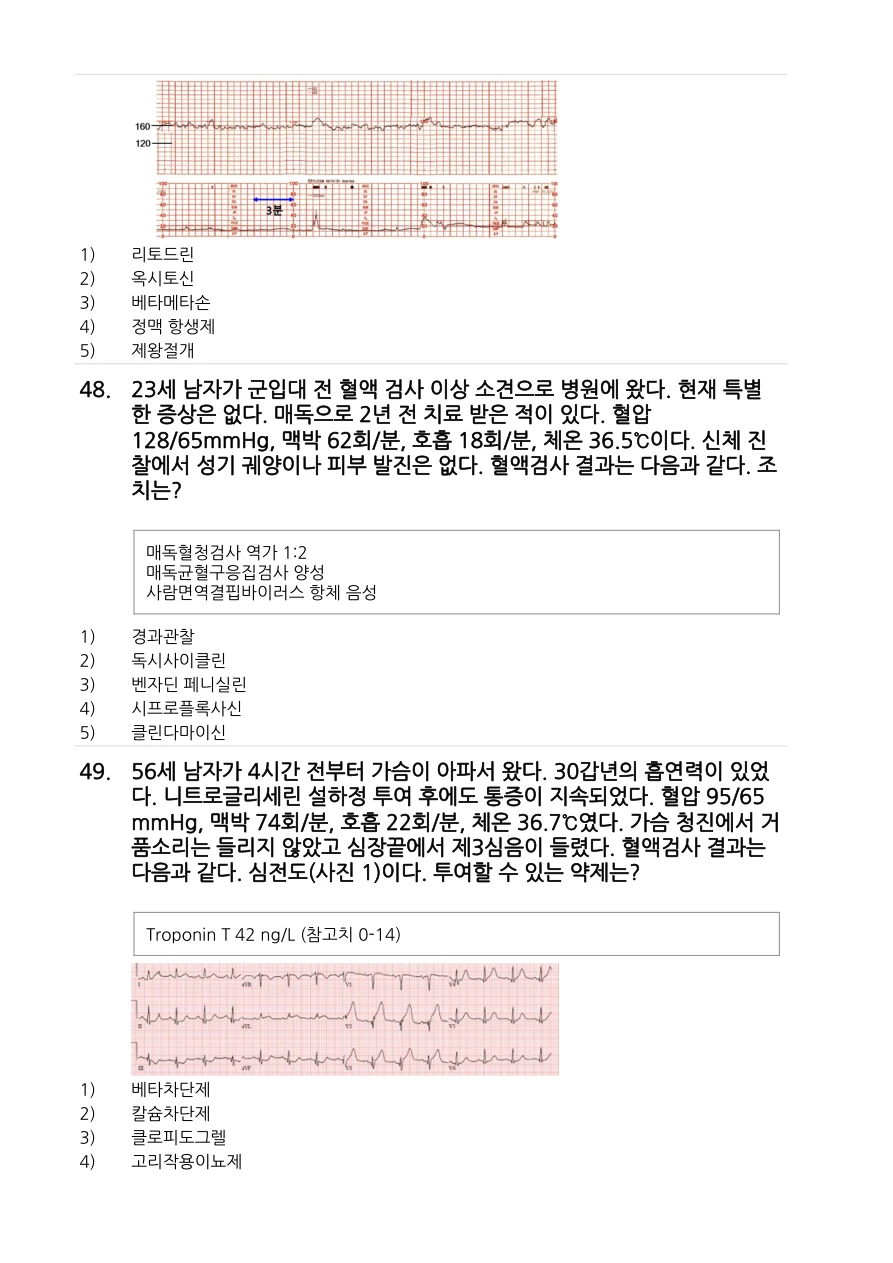 160
120
3분
1) 리토드린
2) 옥시토신
3) 베타메타손
4) 정맥 항생제
5) 제왕절개
48. 23세 남자가 군입대 전 혈액 검사 이상 소견으로 병원에 왔다. 현재 특별
한 증상은 없다. 매독으로 2년 전 치료 받은 적이 있다. 혈압
128/65mmHg, 맥박 62회/분, 호흡 18회/분, 체온 36.5℃이다. 신체 진
찰에서 성기 궤양이나 피부 발진은 없다. 혈액검사 결과는 다음과 같다. 조
치는?
매독혈청검사 역가 1:2
매독균혈구응집검사 양성
사람면역결핍바이러스 항체 음성
1) 경과관찰
2) 독시사이클린
3) 벤자딘 페니실린
4) 시프로플록사신
5) 클린다마이신
49. 56세 남자가 4시간 전부터 가슴이 아파서 왔다. 30갑년의 흡연력이 있었
다. 니트로글리세린 설하정 투여 후에도 통증이 지속되었다. 혈압 95/65
mmHg, 맥박 74회/분, 호흡 22회/분, 체온 36.7℃였다. 가슴 청진에서 거
품소리는 들리지 않았고 심장끝에서 제3심음이 들렸다. 혈액검사 결과는
다음과 같다. 심전도(사진 1)이다. 투여할 수 있는 약제는?
Troponin T 42 ng/L (참고치 0-14)
I aVR V1 V4
II aVL V2 V5
III aVF V3 V6
1) 베타차단제
2) 칼슘차단제
3) 클로피도그렐
4) 고리작용이뇨제